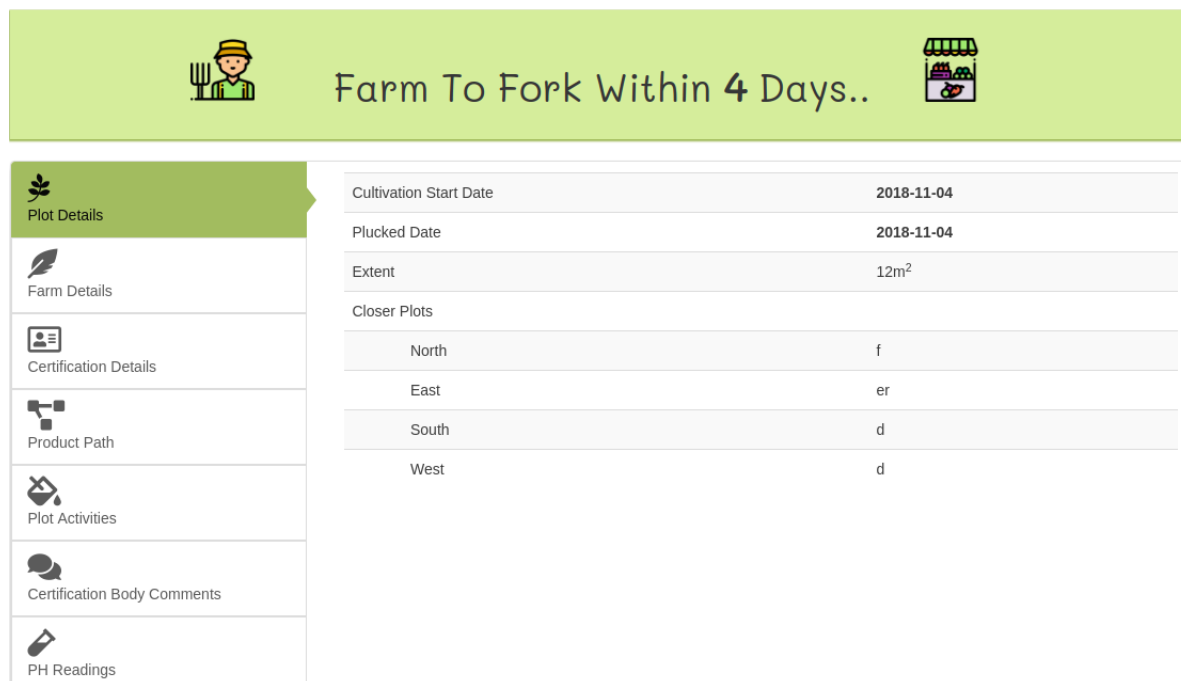 Farm To Fork Within 4 Days..
Plot Details
Farm Details
Certification Details
Product Path
Plot Activities
Certification Body Comments
PH Readings
Cultivation Start Date 2018-11-04
Plucked Date 2018-11-04
Extent 12m²
Closer Plots
North f
East er
South d
West d